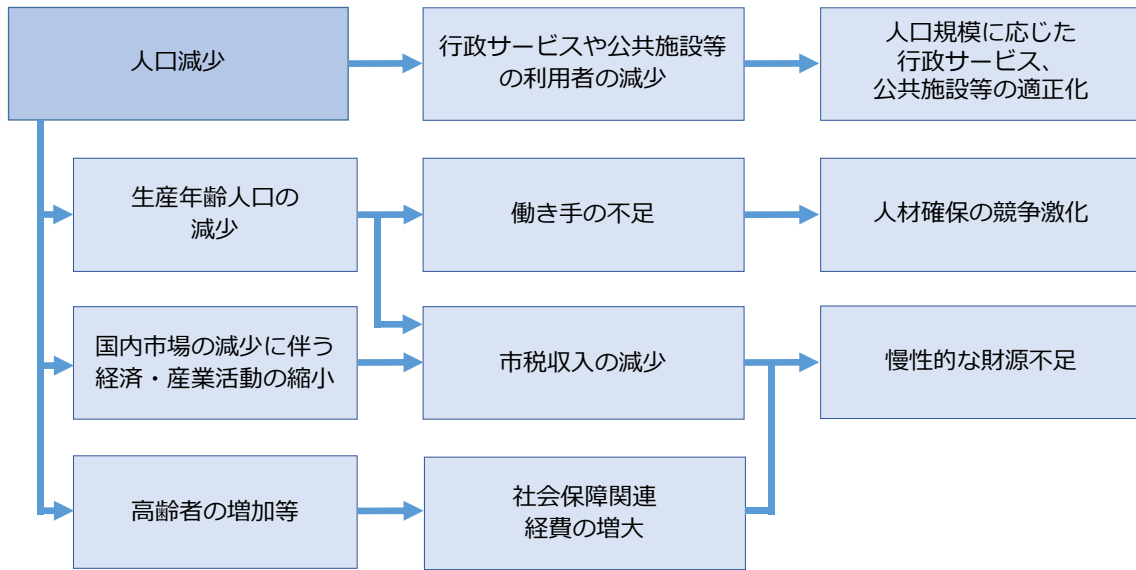 人口減少
行政サービスや公共施設等
の利用者の減少
人口規模に応じた
行政サービス、
公共施設等の適正化
生産年齢人口の
減少
働き手の不足
人材確保の競争激化
国内市場の減少に伴う
経済・産業活動の縮小
市税収入の減少
慢性的な財源不足
高齢者の増加等
社会保障関連
経費の増大